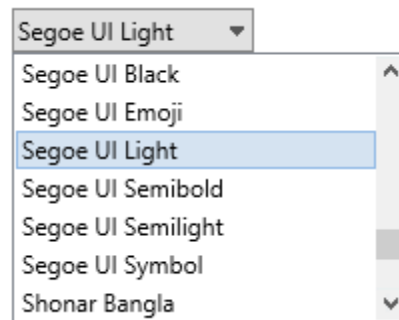 Segoe UI Light
Segoe UI Black
Segoe UI Emoji
Segoe UI Light
Segoe UI Semibold
Segoe UI Semilight
Segoe UI Symbol
Shonar Bangla